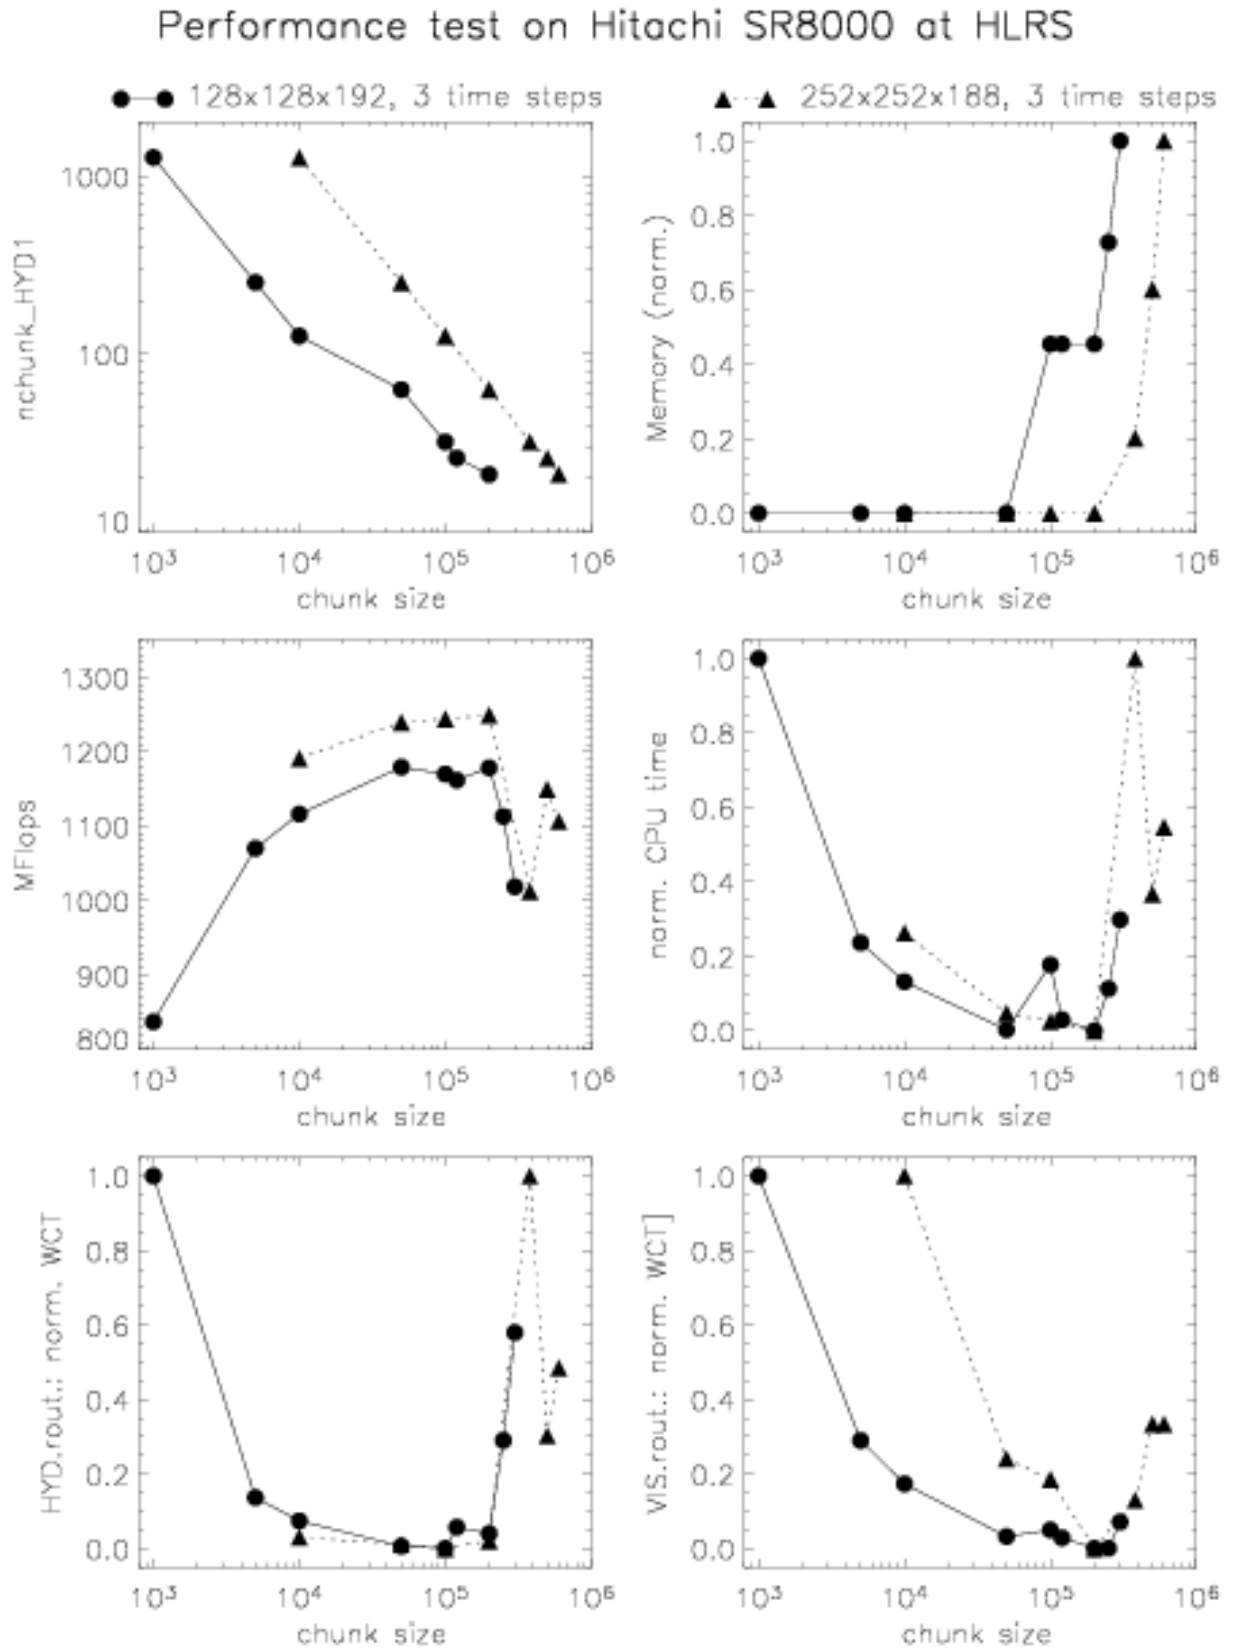 Performance test on Hitachi SR8000 at HLRS
128x128x192, 3 time steps
252x252x188, 3 time steps
nchunk_HYD1
1000
100
10
10³ 10⁴ 10⁵ 10⁶
chunk size
Memory (norm.)
1.0
0.8
0.6
0.4
0.2
0.0
10³ 10⁴ 10⁵ 10⁶
chunk size
MFlops
1300
1200
1100
1000
900
800
10³ 10⁴ 10⁵ 10⁶
chunk size
norm. CPU time
1.0
0.8
0.6
0.4
0.2
0.0
10³ 10⁴ 10⁵ 10⁶
chunk size
HYD.rout.: norm. WCT
1.0
0.8
0.6
0.4
0.2
0.0
10³ 10⁴ 10⁵ 10⁶
chunk size
VIS.rout.: norm. WCT]
1.0
0.8
0.6
0.4
0.2
0.0
10³ 10⁴ 10⁵ 10⁶
chunk size